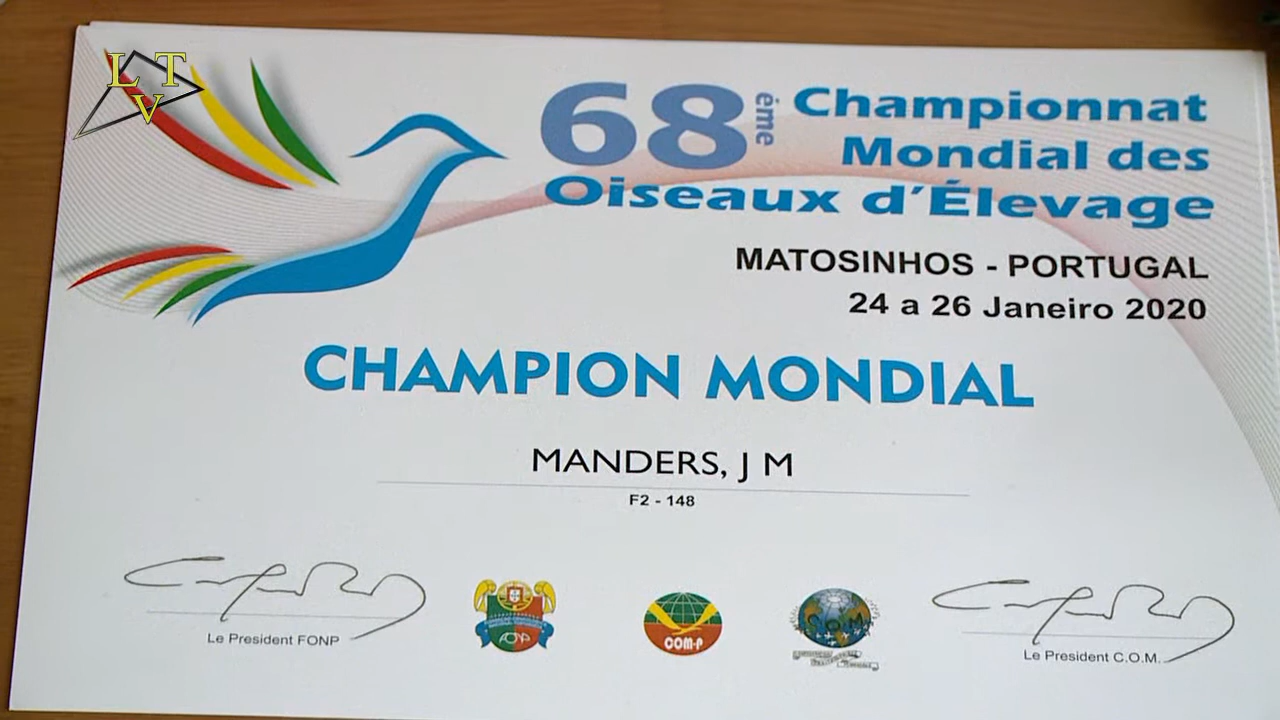 L T
V
68ème Championnat
Mondial des
Oiseaux d'Élevage
MATOSINHOS - PORTUGAL
24 a 26 Janeiro 2020
CHAMPION MONDIAL
MANDERS, J M
F2 - 148
Le President FONP
FONP
COM-P
C.O.M.
Le President C.O.M.